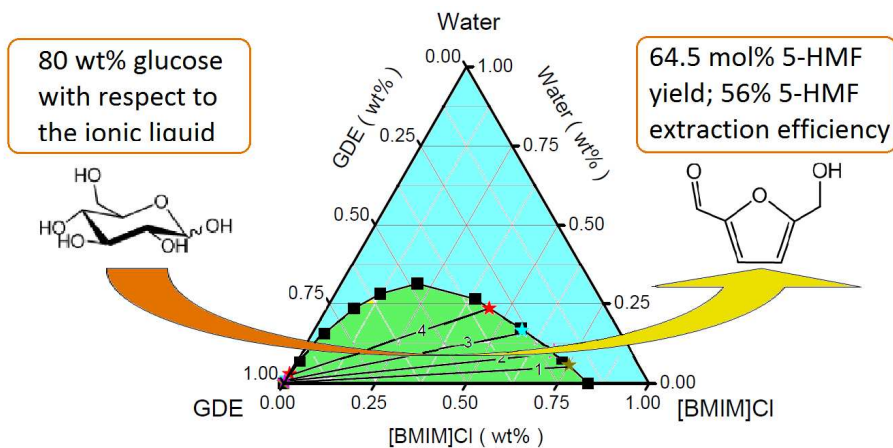 80 wt% glucose
with respect to
the ionic liquid
Water
64.5 mol% 5-HMF
yield; 56% 5-HMF
extraction efficiency
0.00
1.00
GDE ( wt%)
Water ( wt%)
0.25
0.75
0.50
0.50
0.75
0.25
1.00
0.00
HO
HO
HO
HO
OH
O
OH
O
O
OH
4
3
2
1
GDE
0.00
0.25
0.50
0.75
1.00
[BMIM]Cl
[BMIM]Cl ( wt%)